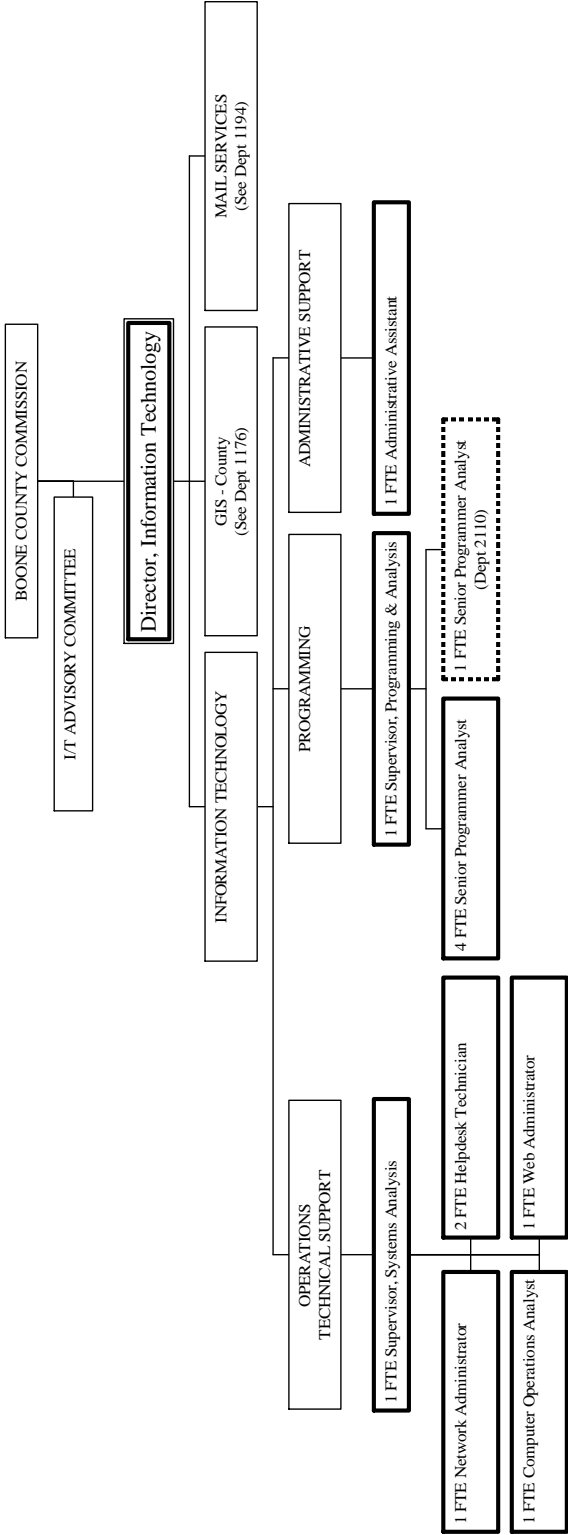 BOONE COUNTY COMMISSION
I/T ADVISORY COMMITTEE
Director, Information Technology
INFORMATION TECHNOLOGY
GIS - County
(See Dept 1176)
MAIL SERVICES
(See Dept 1194)
OPERATIONS
TECHNICAL SUPPORT
PROGRAMMING
ADMINISTRATIVE SUPPORT
1 FTE Supervisor, Systems Analysis
1 FTE Supervisor, Programming & Analysis
1 FTE Administrative Assistant
1 FTE Network Administrator
2 FTE Helpdesk Technician
4 FTE Senior Programmer Analyst
1 FTE Senior Programmer Analyst
(Dept 2110)
1 FTE Computer Operations Analyst
1 FTE Web Administrator